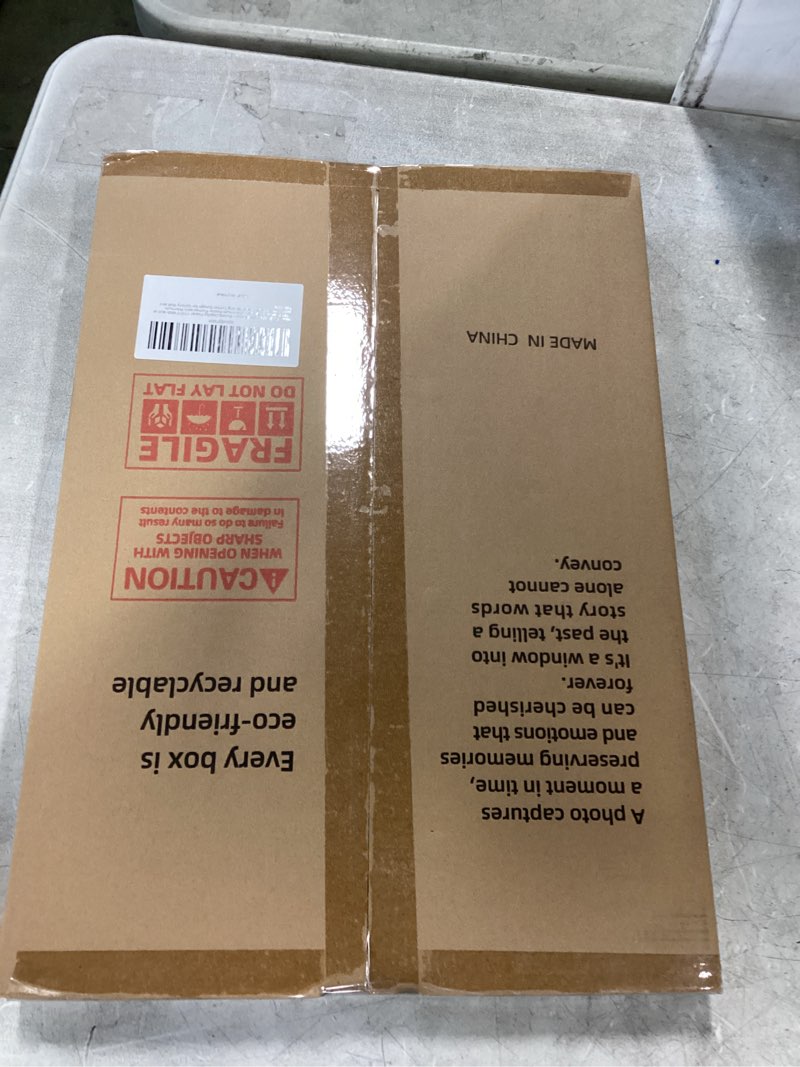 A photo captures
a moment in time,
preserving memories
and emotions that
can be cherished
forever.
It's a window into
the past, telling a
story that words
alone cannot
convey.
MADE IN CHINA
Every box is
eco-friendly
and recyclable
CAUTION
WHEN OPENING WITH
SHARP OBJECTS
Failure to do so many result
in damage to the contents
FRAGILE
DO NOT LAY FLAT